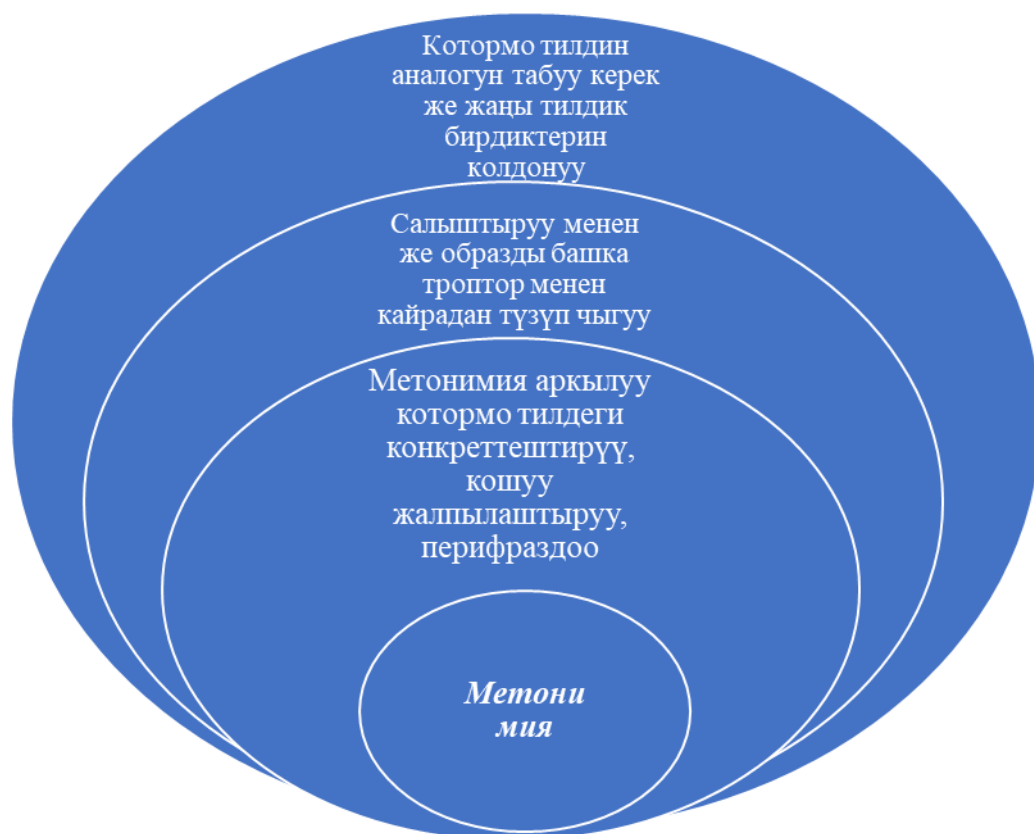 Котормо тилдин
аналогун табуу керек
же жаңы тилдик
бирдиктерин
колдонуу
Салыштыруу менен
же образды башка
троптор менен
кайрадан түзүп чыгуу
Метонимия аркылуу
котормо тилдеги
конкреттештирүү,
кошуу
жалпылаштыруу,
перифраздоо
Метони
мия